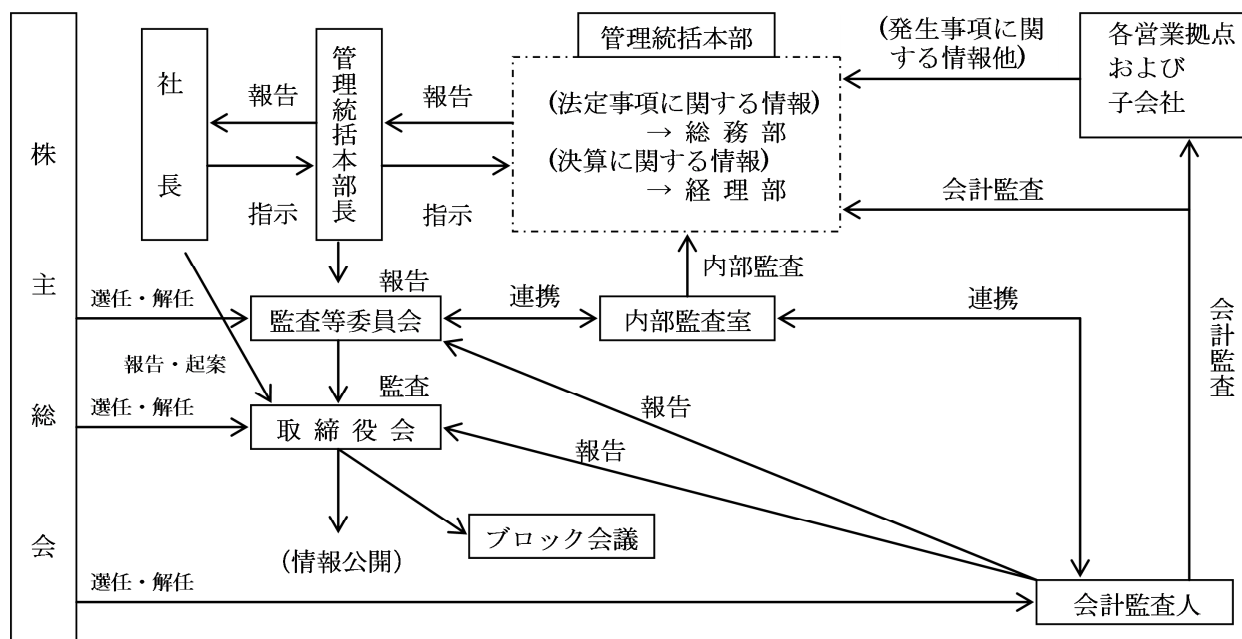 株主総会
社長
管理統括本部長
管理統括本部
(法定事項に関する情報)
→ 総 務 部
(決算に関する情報)
→ 経 理 部
(発生事項に関
する情報他)
各営業拠点
および
子会社
報告
報告
指示
指示
会計監査
内部監査
会計監査
報告
選任・解任
監査等委員会
連携
内部監査室
連携
報告・起案
監査
選任・解任
取 締 役 会
報告
報告
ブロック会議
(情報公開)
選任・解任
会計監査人